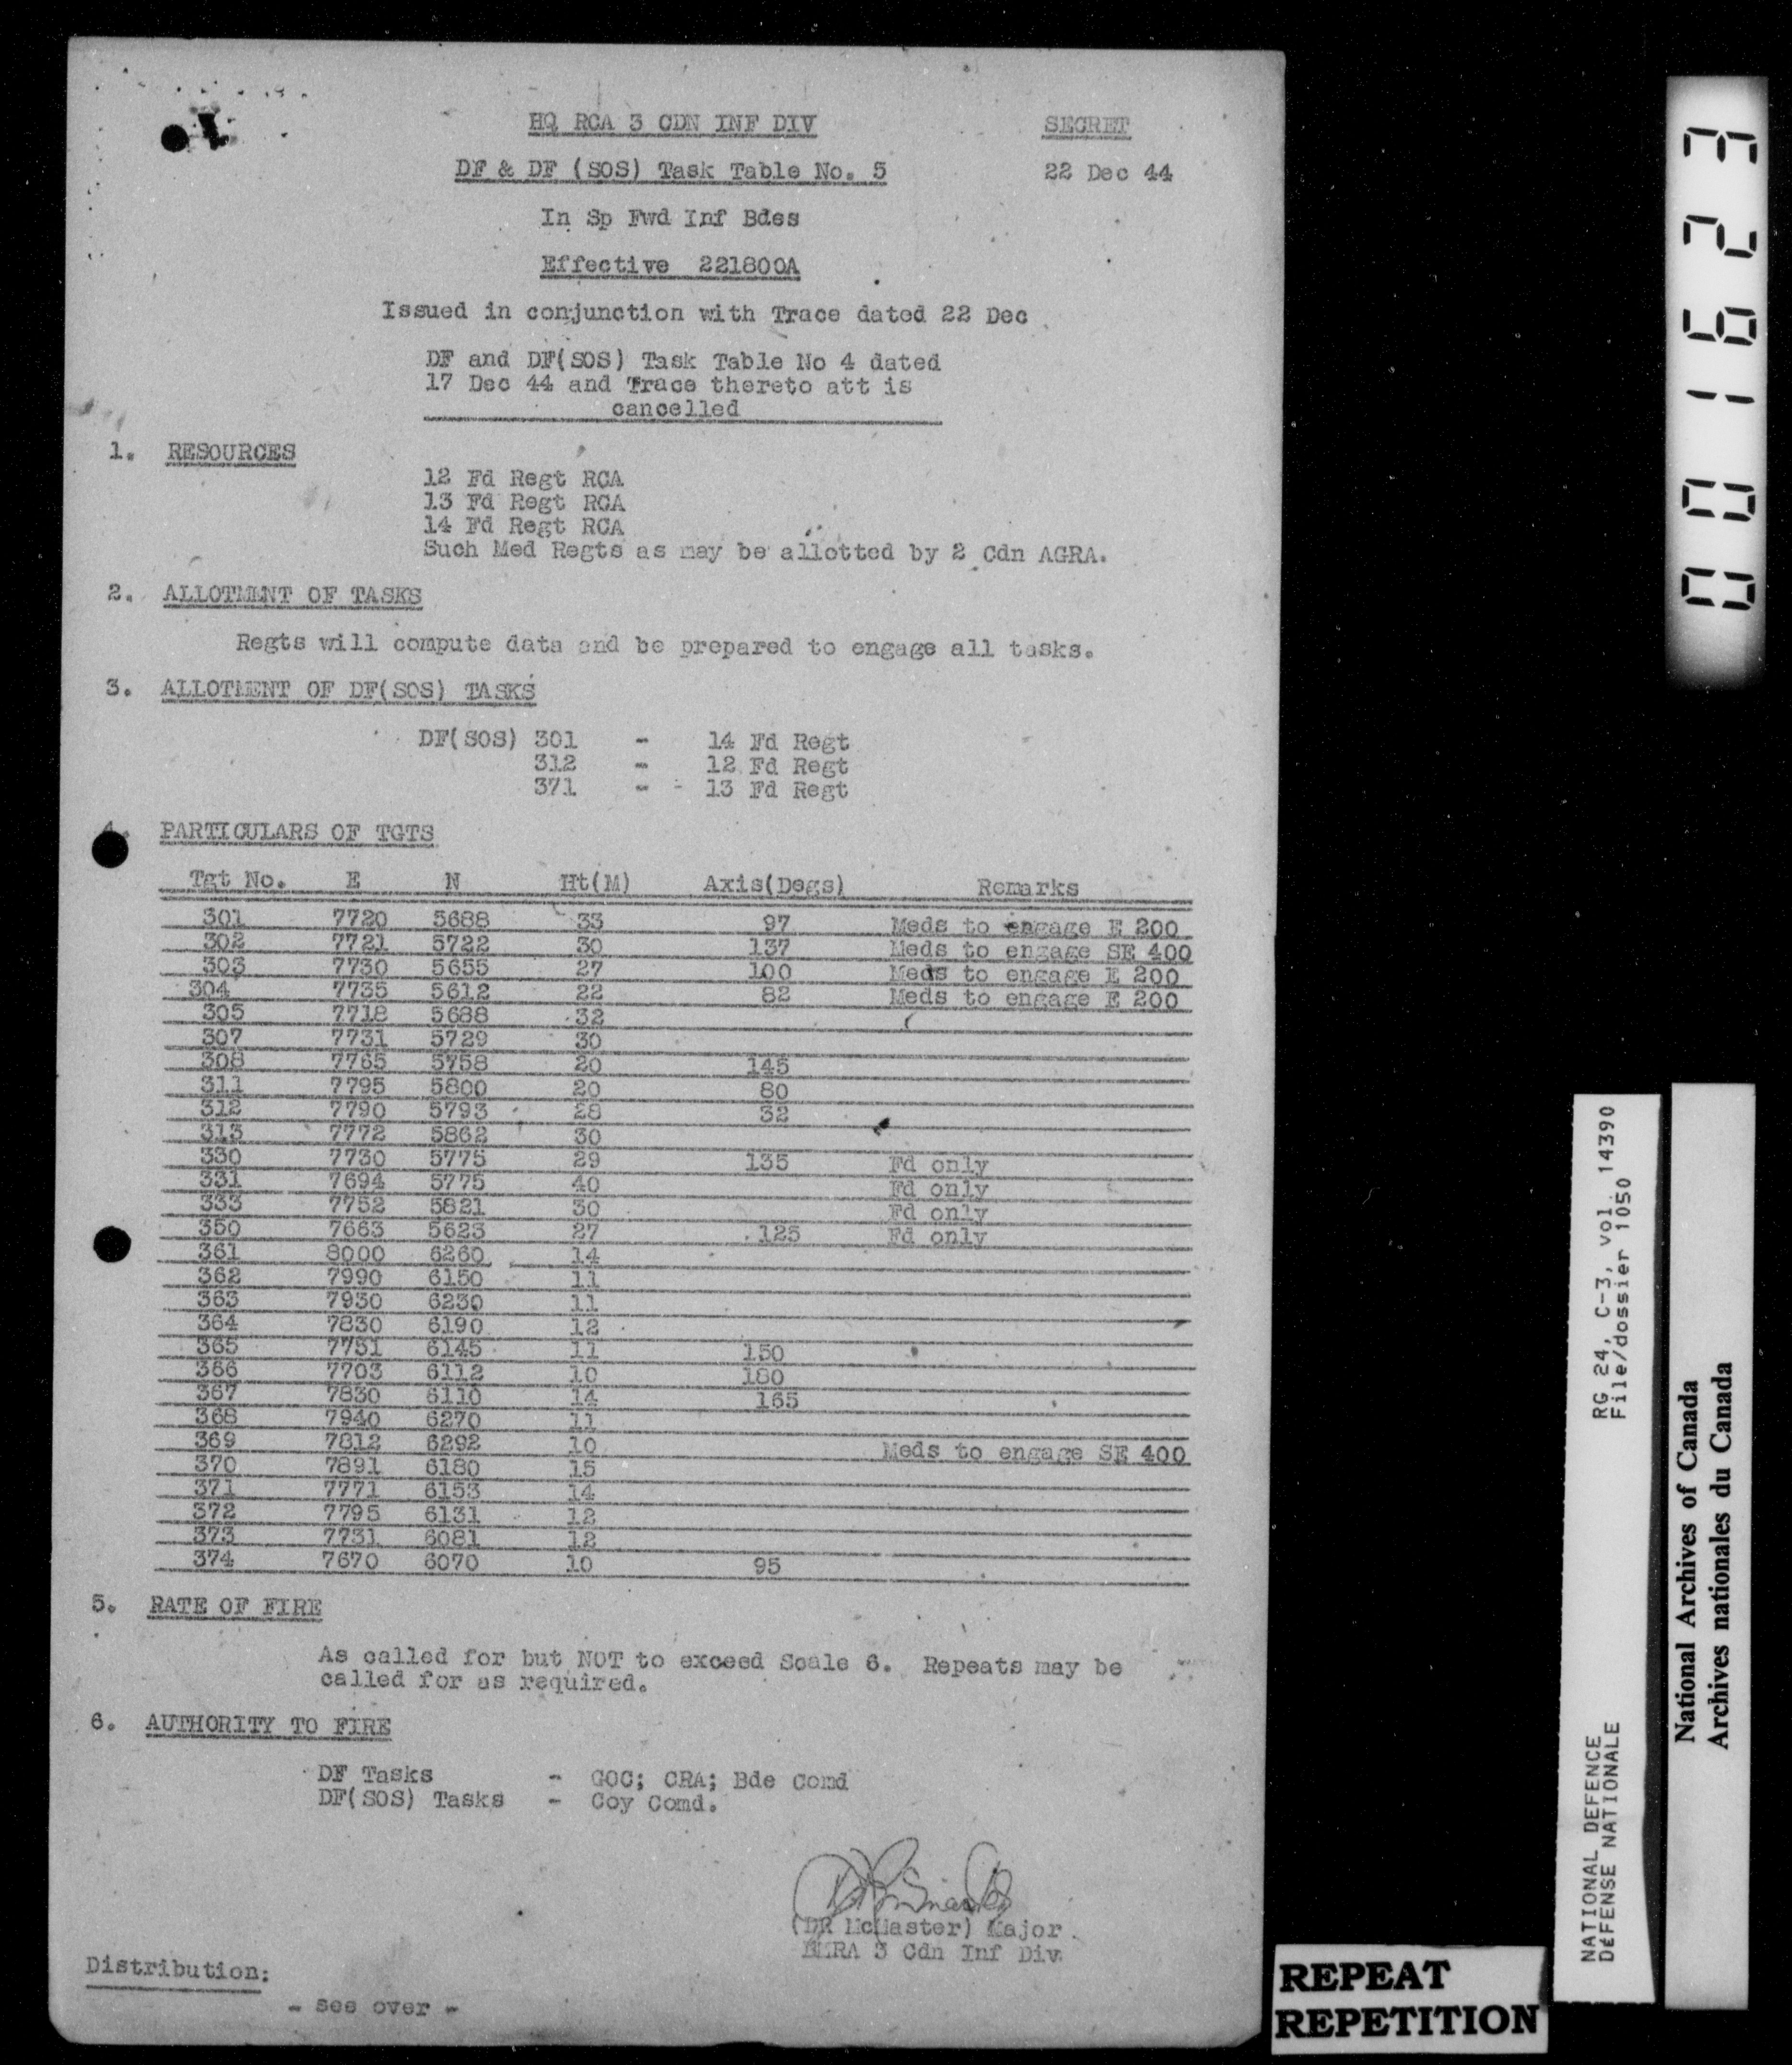 HQ RCA 3 CDN INF DIV SECRET
DF & DF (SOS) Task Table No. 5 22 Dec 44
In Sp Fwd Inf Bdes
Effective 221800A
Issued in conjunction with Trace dated 22 Dec
DF and DF(SOS) Task Table No 4 dated
17 Dec 44 and Trace thereto att is
cancelled
1. RESOURCES
12 Fd Regt RCA
13 Fd Regt RCA
14 Fd Regt RCA
Such Med Regts as may be allotted by 2 Cdn AGRA.
2. ALLOTMENT OF TASKS
Regts will compute data and be prepared to engage all tasks.
3. ALLOTMENT OF DF(SOS) TASKS
DF(SOS) 301 - 14 Fd Regt
312 - 12 Fd Regt
371 - - 13 Fd Regt
4. PARTICULARS OF TGTS
Tgt No. E N Ht(M) Axis(Degs) Remarks
301 7720 5688 33 97 Meds to engage E 200
302 7721 5722 30 137 Meds to engage SE 400
303 7730 5655 27 100 Meds to engage E 200
304 7735 5612 22 82 Meds to engage E 200
305 7718 5688 32
307 7731 5729 30
308 7765 5758 20 145
311 7795 5800 20 80
312 7790 5793 28 32
313 7772 5862 30
330 7730 5775 29 135 Fd only
331 7694 5775 40 Fd only
333 7752 5821 30 Fd only
350 7663 5623 27 125 Fd only
361 8000 6260 14
362 7990 6150 11
363 7930 6230 11
364 7830 6190 12
365 7751 6145 11 150
366 7703 6112 10 180
367 7830 6110 14 165
368 7940 6270 11
369 7812 6292 10 Meds to engage SE 400
370 7891 6180 15
371 7771 6153 14
372 7795 6131 12
373 7731 6081 12
374 7670 6070 10 95
5. RATE OF FIRE
As called for but NOT to exceed Scale 6. Repeats may be
called for as required.
6. AUTHORITY TO FIRE
DF Tasks - GOC; CRA; Bde Comd
DF(SOS) Tasks - Coy Comd.
(DR McMaster) Major
BMRA 3 Cdn Inf Div
Distribution:
- see over -
001623
RG 24, C-3, vol. 14390
File/dossier 1050
NATIONAL DEFENCE
DÉFENSE NATIONALE
National Archives of Canada
Archives nationales du Canada
REPEAT
REPETITION